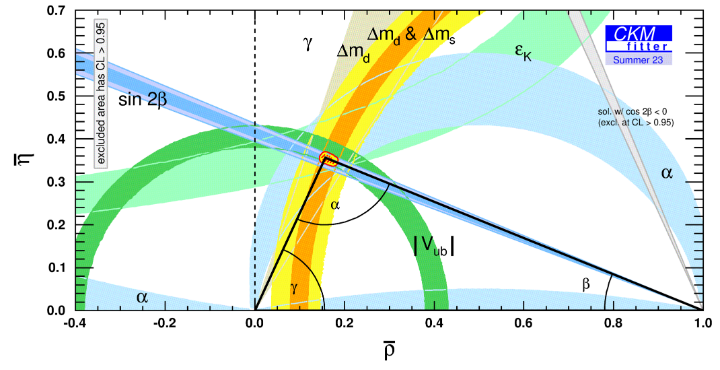 0.7
0.6
0.5
0.4
0.3
0.2
0.1
0.0
-0.4
-0.2
0.0
0.2
0.4
0.6
0.8
1.0
η̅
ρ̅
excluded area has CL > 0.95
γ
Δm_d
Δm_d & Δm_s
ε_K
CKM
fitter
Summer 23
sin 2β
sol. w/ cos 2β < 0
(excl. at CL > 0.95)
α
α
|V_ub|
α
γ
β